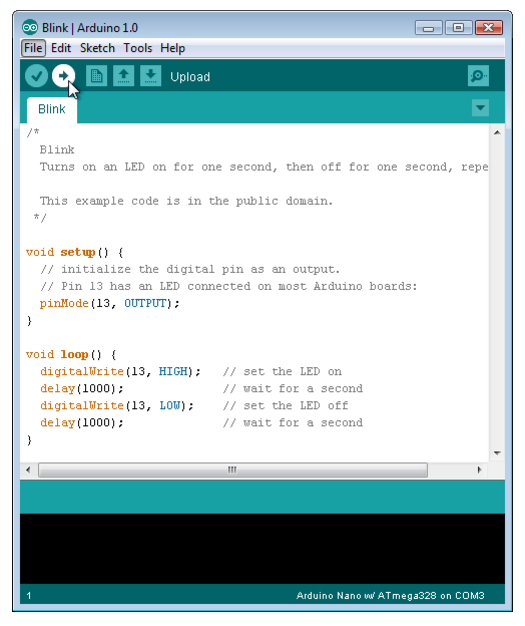 Blink | Arduino 1.0
File Edit Sketch Tools Help
Upload
Blink
/*
  Blink
  Turns on an LED on for one second, then off for one second, repe

  This example code is in the public domain.
 */

void setup() {
  // initialize the digital pin as an output.
  // Pin 13 has an LED connected on most Arduino boards:
  pinMode(13, OUTPUT);
}

void loop() {
  digitalWrite(13, HIGH);   // set the LED on
  delay(1000);              // wait for a second
  digitalWrite(13, LOW);    // set the LED off
  delay(1000);              // wait for a second
}
1
Arduino Nano w/ ATmega328 on COM3